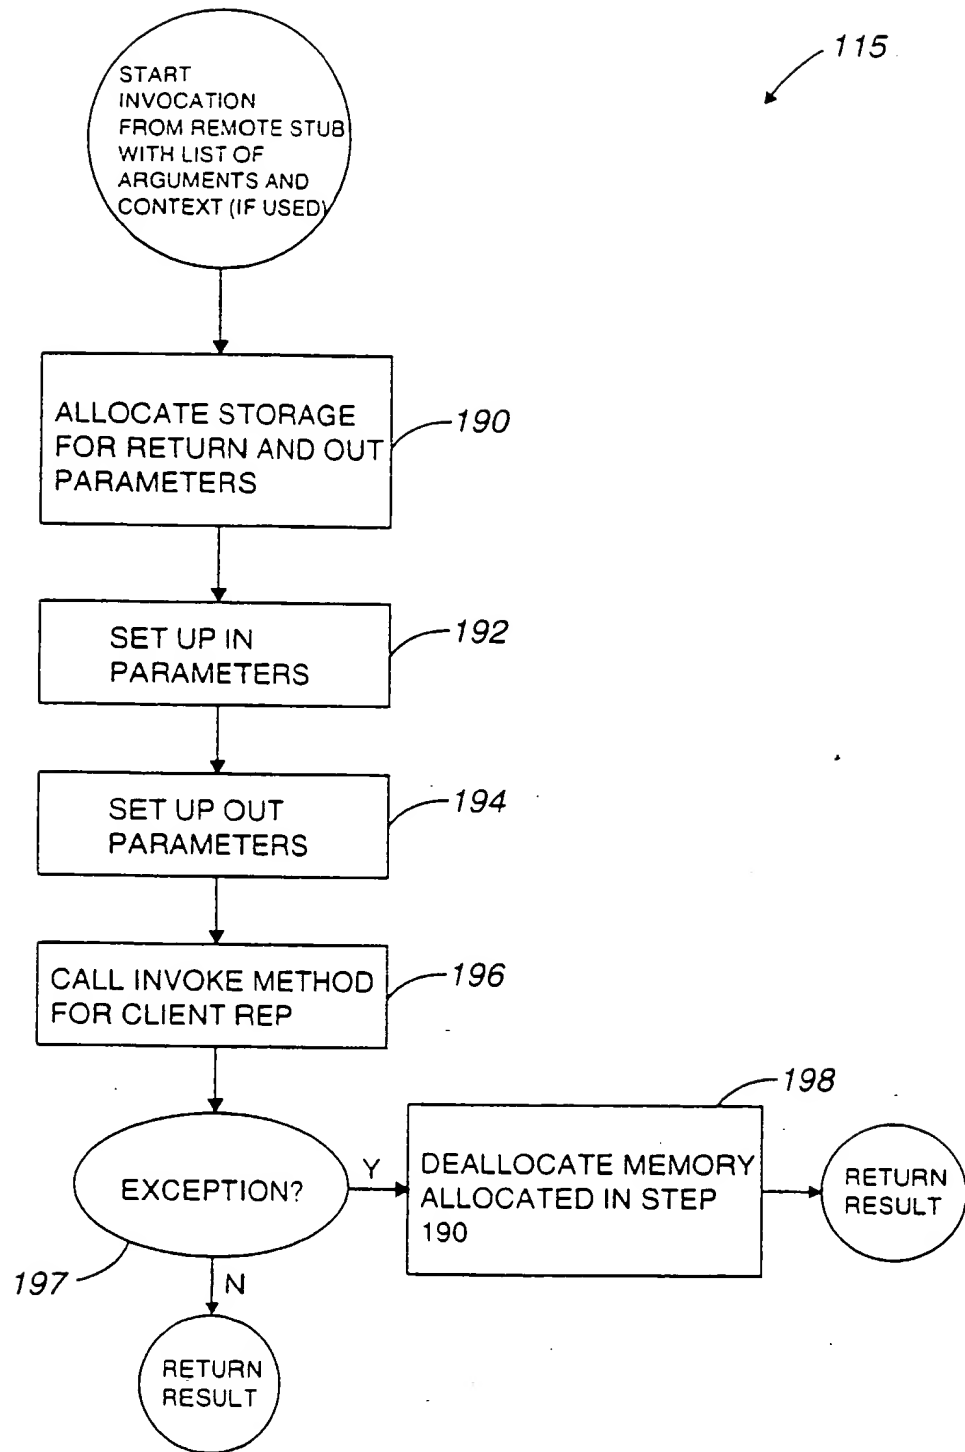 115
START
INVOCATION
FROM REMOTE STUB
WITH LIST OF
ARGUMENTS AND
CONTEXT (IF USED)
ALLOCATE STORAGE
FOR RETURN AND OUT
PARAMETERS
190
SET UP IN
PARAMETERS
192
SET UP OUT
PARAMETERS
194
CALL INVOKE METHOD
FOR CLIENT REP
196
EXCEPTION?
197
Y
N
198
DEALLOCATE MEMORY
ALLOCATED IN STEP
190
RETURN
RESULT
RETURN
RESULT